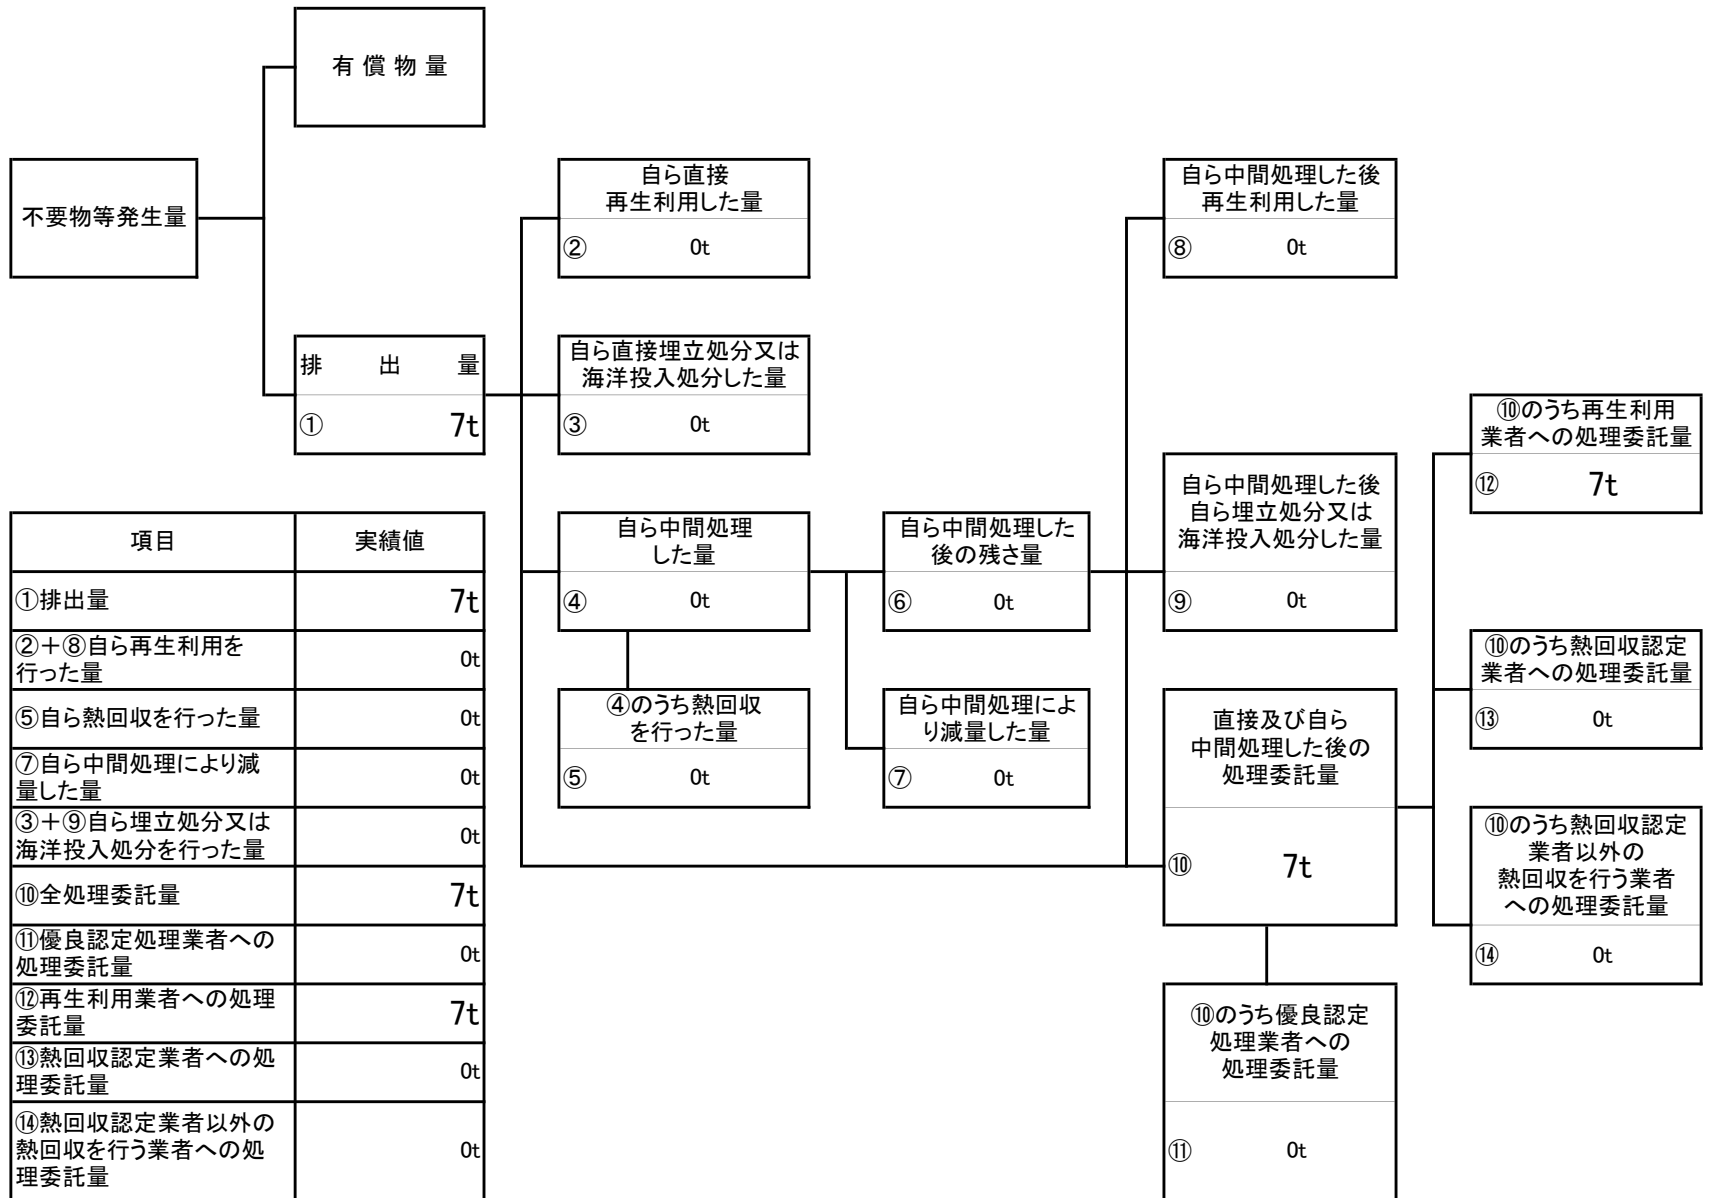 有償物量
不要物等発生量
排出量
① 7t
自ら直接
再生利用した量
② 0t
自ら直接埋立処分又は
海洋投入処分した量
③ 0t
自ら中間処理
した量
④ 0t
④のうち熱回収
を行った量
⑤ 0t
自ら中間処理した
後の残さ量
⑥ 0t
自ら中間処理によ
り減量した量
⑦ 0t
自ら中間処理した後
再生利用した量
⑧ 0t
自ら中間処理した後
自ら埋立処分又は
海洋投入処分した量
⑨ 0t
直接及び自ら
中間処理した後の
処理委託量
⑩ 7t
⑩のうち優良認定
処理業者への
処理委託量
⑪ 0t
⑩のうち再生利用
業者への処理委託量
⑫ 7t
⑩のうち熱回収認定
業者への処理委託量
⑬ 0t
⑩のうち熱回収認定
業者以外の
熱回収を行う業者
への処理委託量
⑭ 0t
項目 実績値
①排出量 7t
②＋⑧自ら再生利用を
行った量 0t
⑤自ら熱回収を行った量 0t
⑦自ら中間処理により減
量した量 0t
③＋⑨自ら埋立処分又は
海洋投入処分を行った量 0t
⑩全処理委託量 7t
⑪優良認定処理業者への
処理委託量 0t
⑫再生利用業者への処理
委託量 7t
⑬熱回収認定業者への処
理委託量 0t
⑭熱回収認定業者以外の
熱回収を行う業者への処
理委託量 0t